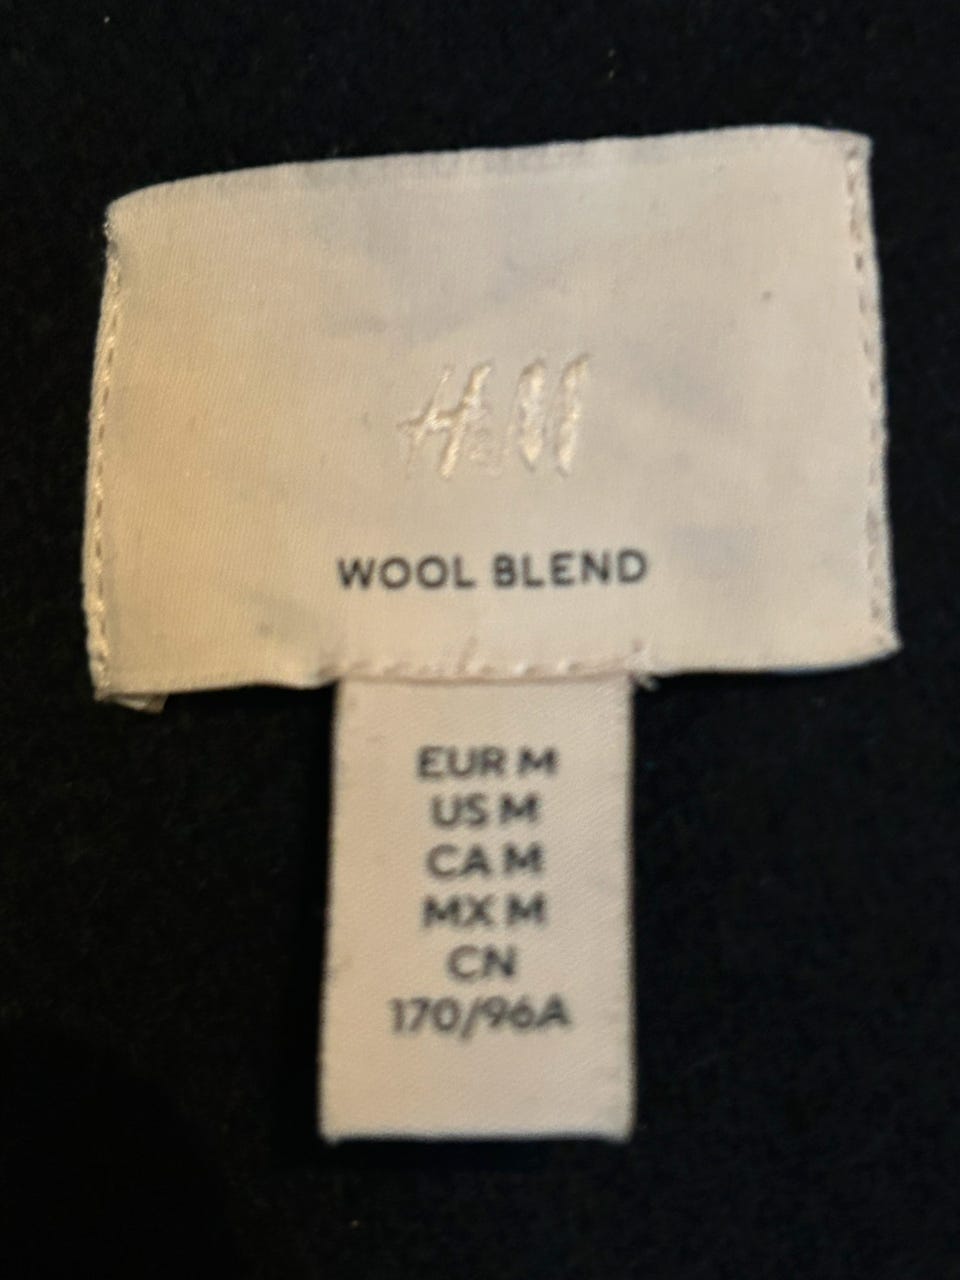 H&M
WOOL BLEND
EUR M
US M
CA M
MX M
CN
170/96A